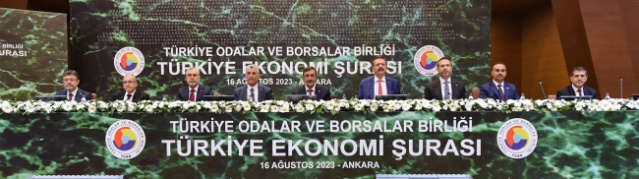 TÜRKİYE ODALAR VE BORSALAR BİRLİĞİ
TÜRKİYE EKONOMİ ŞURASI
16 AĞUSTOS 2023 - ANKARA
TÜRKİYE ODALAR VE BORSALAR BİRLİĞİ
TÜRKİYE EKONOMİ ŞURASI
16 AĞUSTOS 2023 - ANKARA